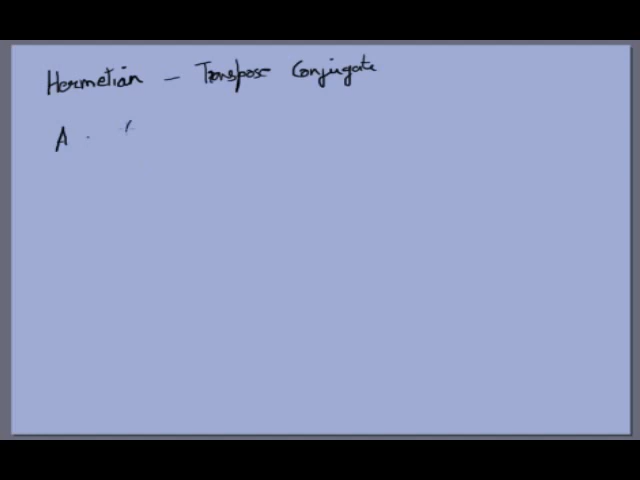 Hermetian – Transpose Conjugate
A